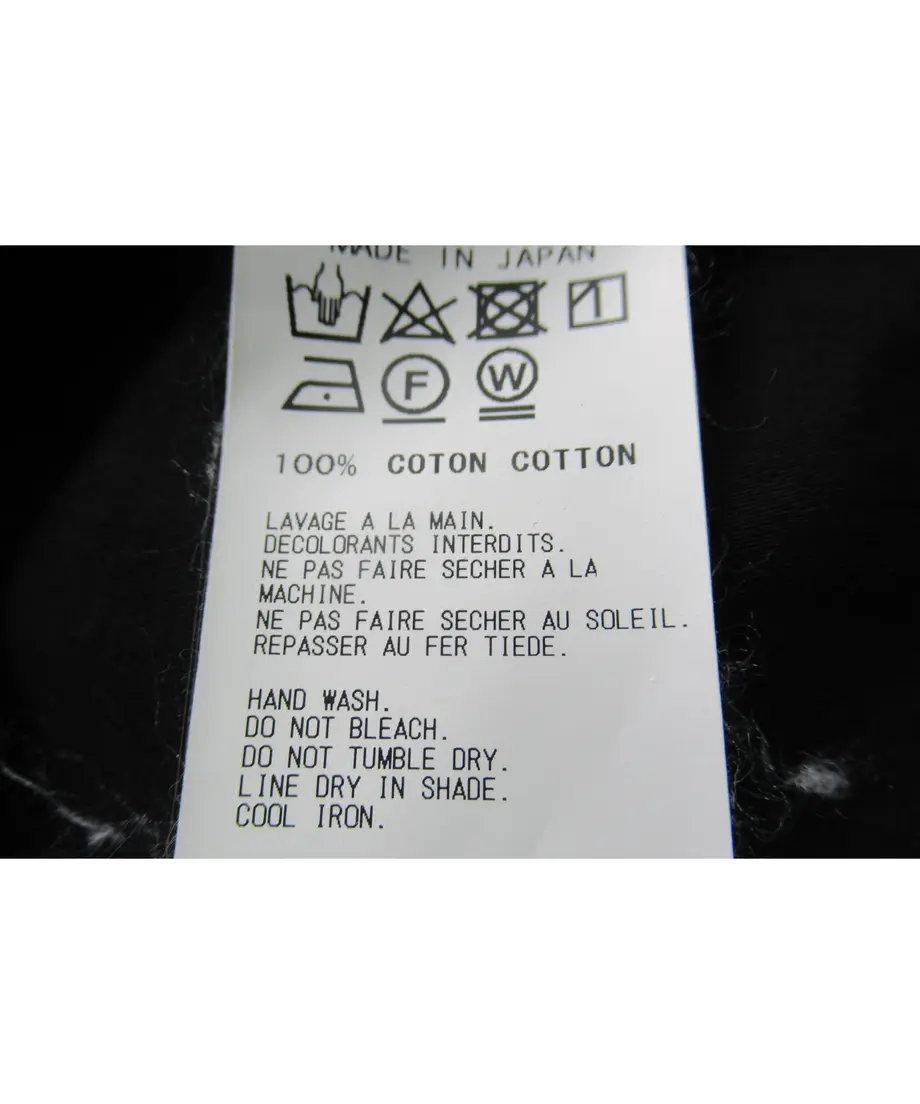 MADE IN JAPAN
F W
100% COTON COTTON
LAVAGE A LA MAIN.
DECOLORANTS INTERDITS.
NE PAS FAIRE SECHER A LA
MACHINE.
NE PAS FAIRE SECHER AU SOLEIL.
REPASSER AU FER TIEDE.
HAND WASH.
DO NOT BLEACH.
DO NOT TUMBLE DRY.
LINE DRY IN SHADE.
COOL IRON.